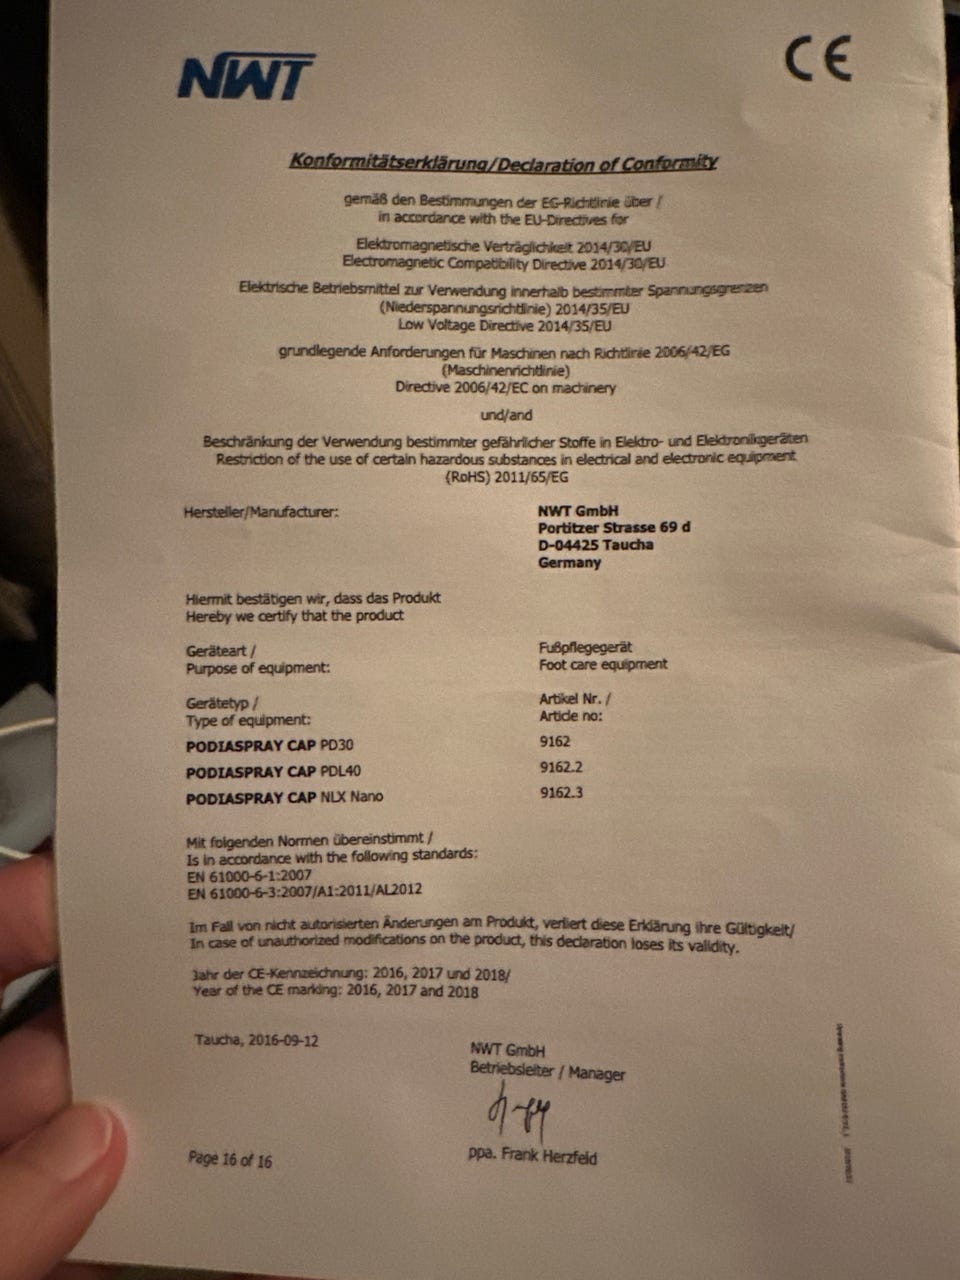 NWT
CE
Konformitätserklärung/Declaration of Conformity
gemäß den Bestimmungen der EG-Richtlinie über /
in accordance with the EU-Directives for
Elektromagnetische Verträglichkeit 2014/30/EU
Electromagnetic Compatibility Directive 2014/30/EU
Elektrische Betriebsmittel zur Verwendung innerhalb bestimmter Spannungsgrenzen
(Niederspannungsrichtlinie) 2014/35/EU
Low Voltage Directive 2014/35/EU
grundlegende Anforderungen für Maschinen nach Richtlinie 2006/42/EG
(Maschinenrichtlinie)
Directive 2006/42/EC on machinery
und/and
Beschränkung der Verwendung bestimmter gefährlicher Stoffe in Elektro- und Elektronikgeräten
Restriction of the use of certain hazardous substances in electrical and electronic equipment
(RoHS) 2011/65/EG
Hersteller/Manufacturer: NWT GmbH
Portitzer Strasse 69 d
D-04425 Taucha
Germany
Hiermit bestätigen wir, dass das Produkt
Hereby we certify that the product
Geräteart / Fußpflegegerät
Purpose of equipment: Foot care equipment
Gerätetyp / Artikel Nr. /
Type of equipment: Article no:
PODIASPRAY CAP PD30 9162
PODIASPRAY CAP PDL40 9162.2
PODIASPRAY CAP NLX Nano 9162.3
Mit folgenden Normen übereinstimmt /
Is in accordance with the following standards:
EN 61000-6-1:2007
EN 61000-6-3:2007/A1:2011/AL2012
Im Fall von nicht autorisierten Änderungen am Produkt, verliert diese Erklärung ihre Gültigkeit/
In case of unauthorized modifications on the product, this declaration loses its validity.
Jahr der CE-Kennzeichnung: 2016, 2017 und 2018/
Year of the CE marking: 2016, 2017 and 2018
Taucha, 2016-09-12
NWT GmbH
Betriebsleiter / Manager
ppa. Frank Herzfeld
Page 16 of 16